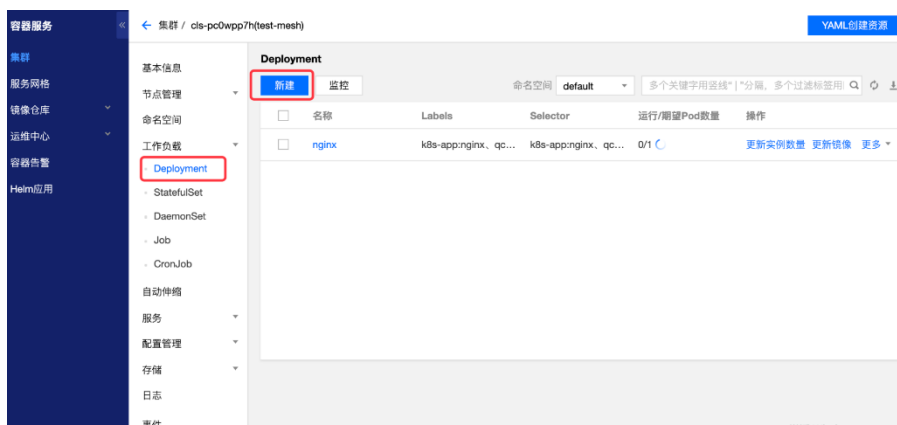 容器服务
«
集群
服务网格
镜像仓库
运维中心
容器告警
Helm应用
← 集群 / cls-pc0wpp7h(test-mesh)
YAML创建资源
基本信息
节点管理
命名空间
工作负载
Deployment
StatefulSet
DaemonSet
Job
CronJob
自动伸缩
服务
配置管理
存储
日志
事件
Deployment
新建 监控 命名空间 default 多个关键字用竖线"|"分隔,多个过滤标签用
名称 Labels Selector 运行/期望Pod数量 操作
nginx k8s-app:nginx、qc... k8s-app:nginx、qc... 0/1 更新实例数量 更新镜像 更多